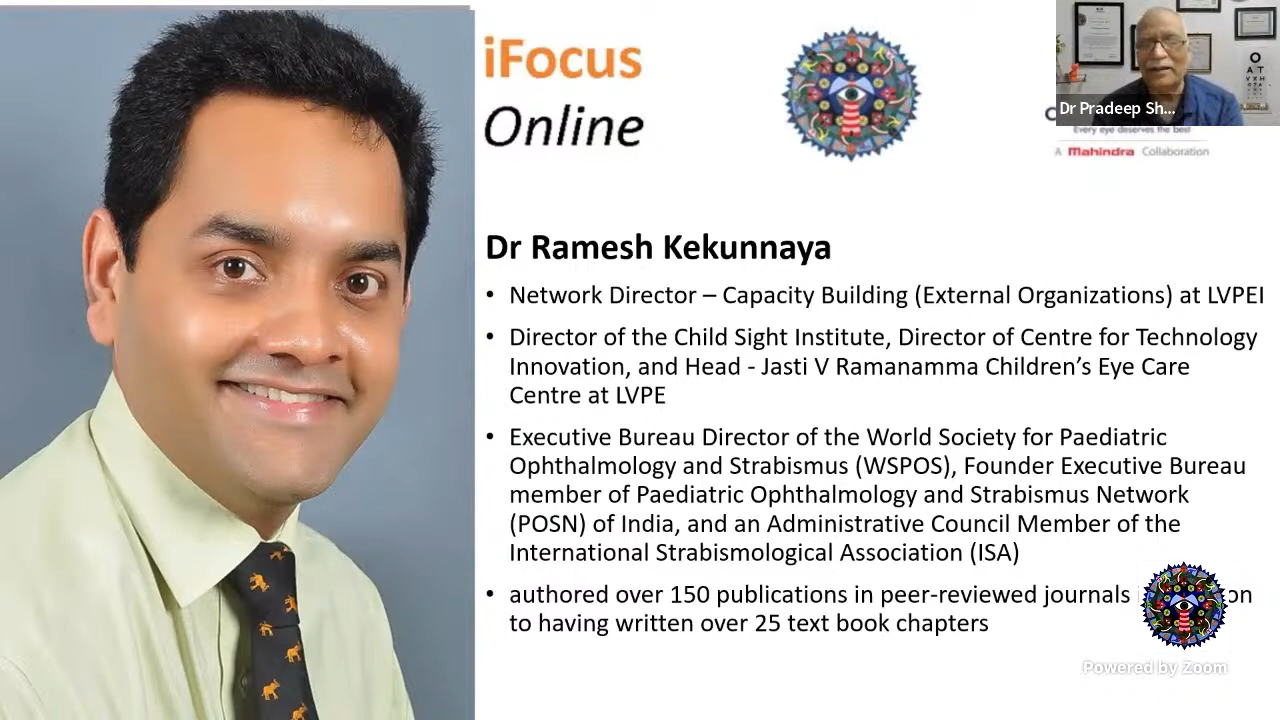 iFocus
Online
Dr Pradeep Sh...
Every eye deserves the best
A Mahindra Collaboration
Dr Ramesh Kekunnaya
• Network Director – Capacity Building (External Organizations) at LVPEI
• Director of the Child Sight Institute, Director of Centre for Technology
Innovation, and Head - Jasti V Ramanamma Children’s Eye Care
Centre at LVPE
• Executive Bureau Director of the World Society for Paediatric
Ophthalmology and Strabismus (WSPOS), Founder Executive Bureau
member of Paediatric Ophthalmology and Strabismus Network
(POSN) of India, and an Administrative Council Member of the
International Strabismological Association (ISA)
• authored over 150 publications in peer-reviewed journals
to having written over 25 text book chapters
Powered by Zoom